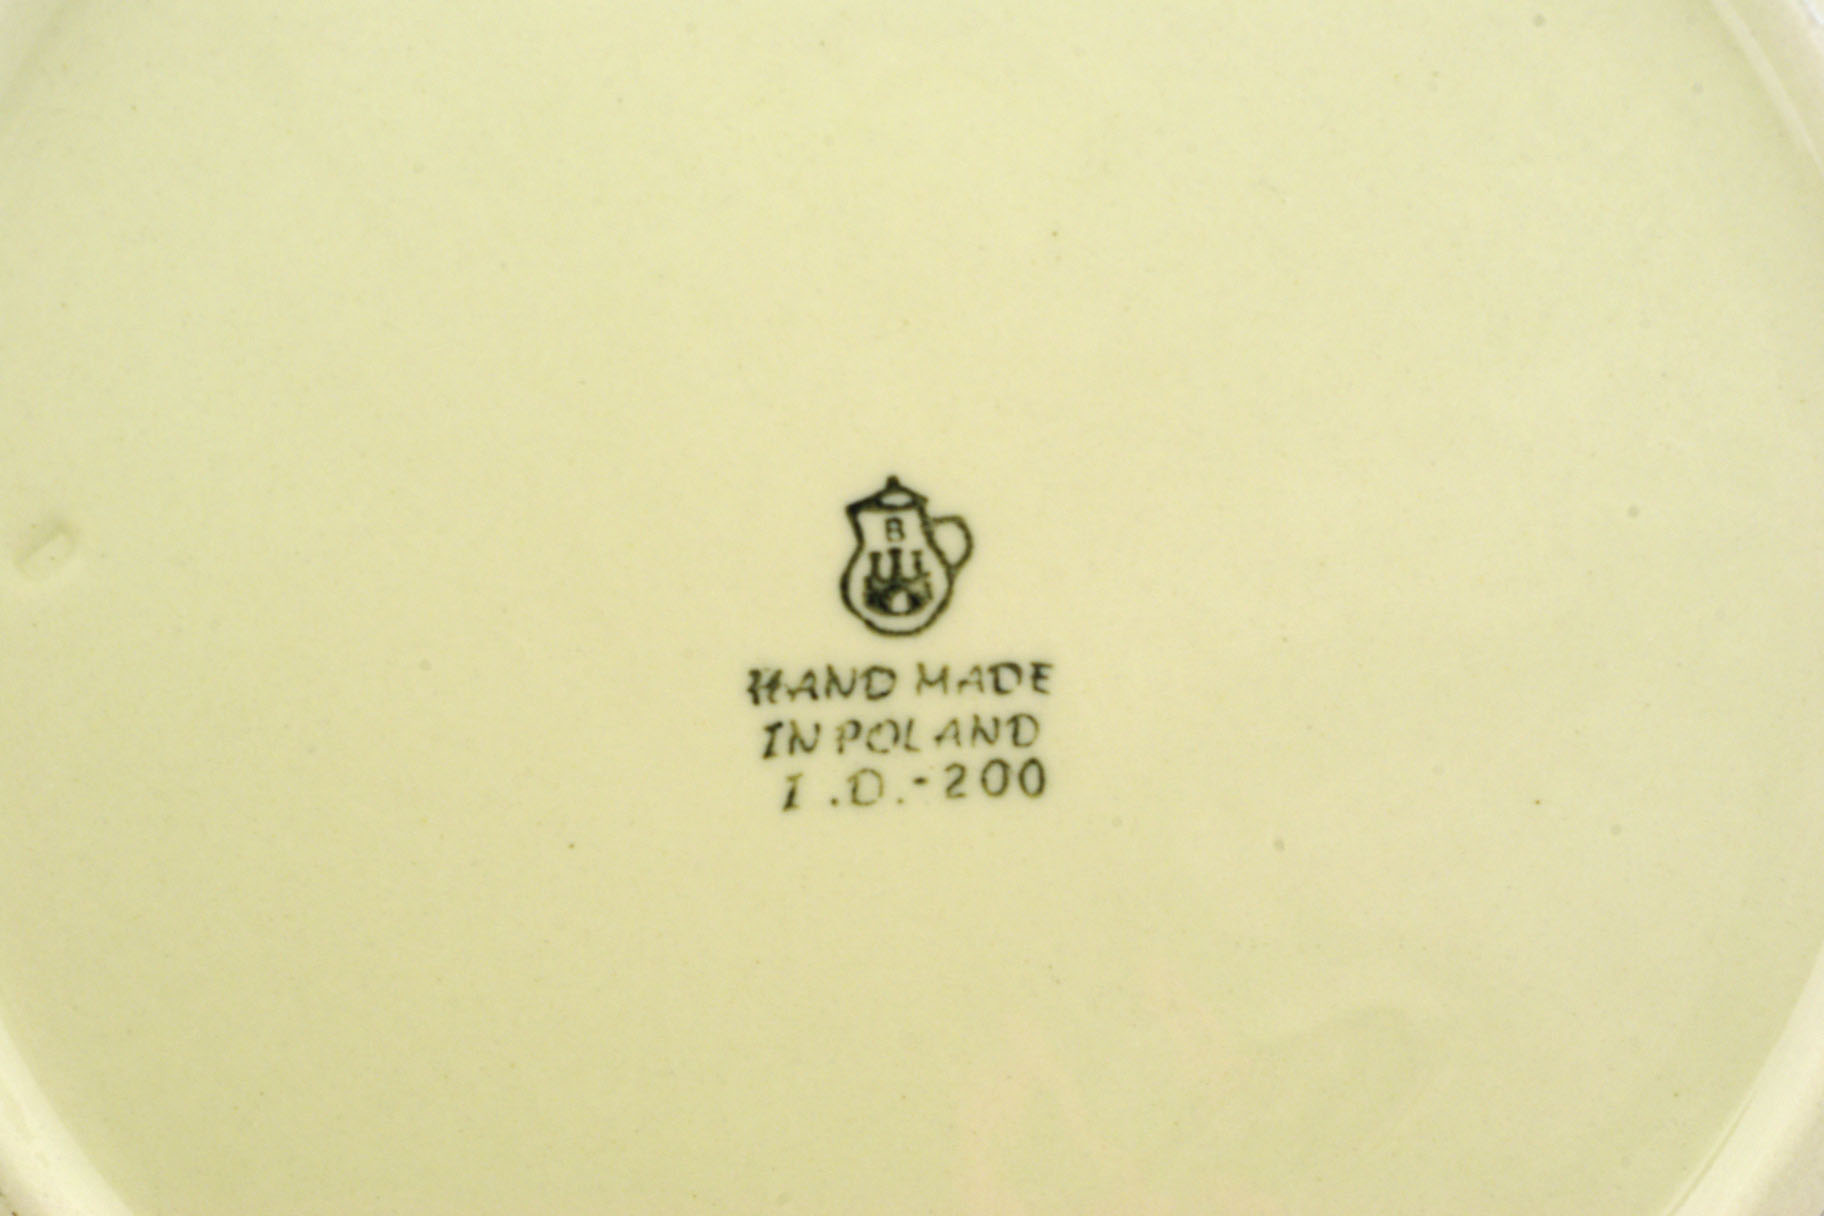 B
HAND MADE
IN POLAND
I.D.-200